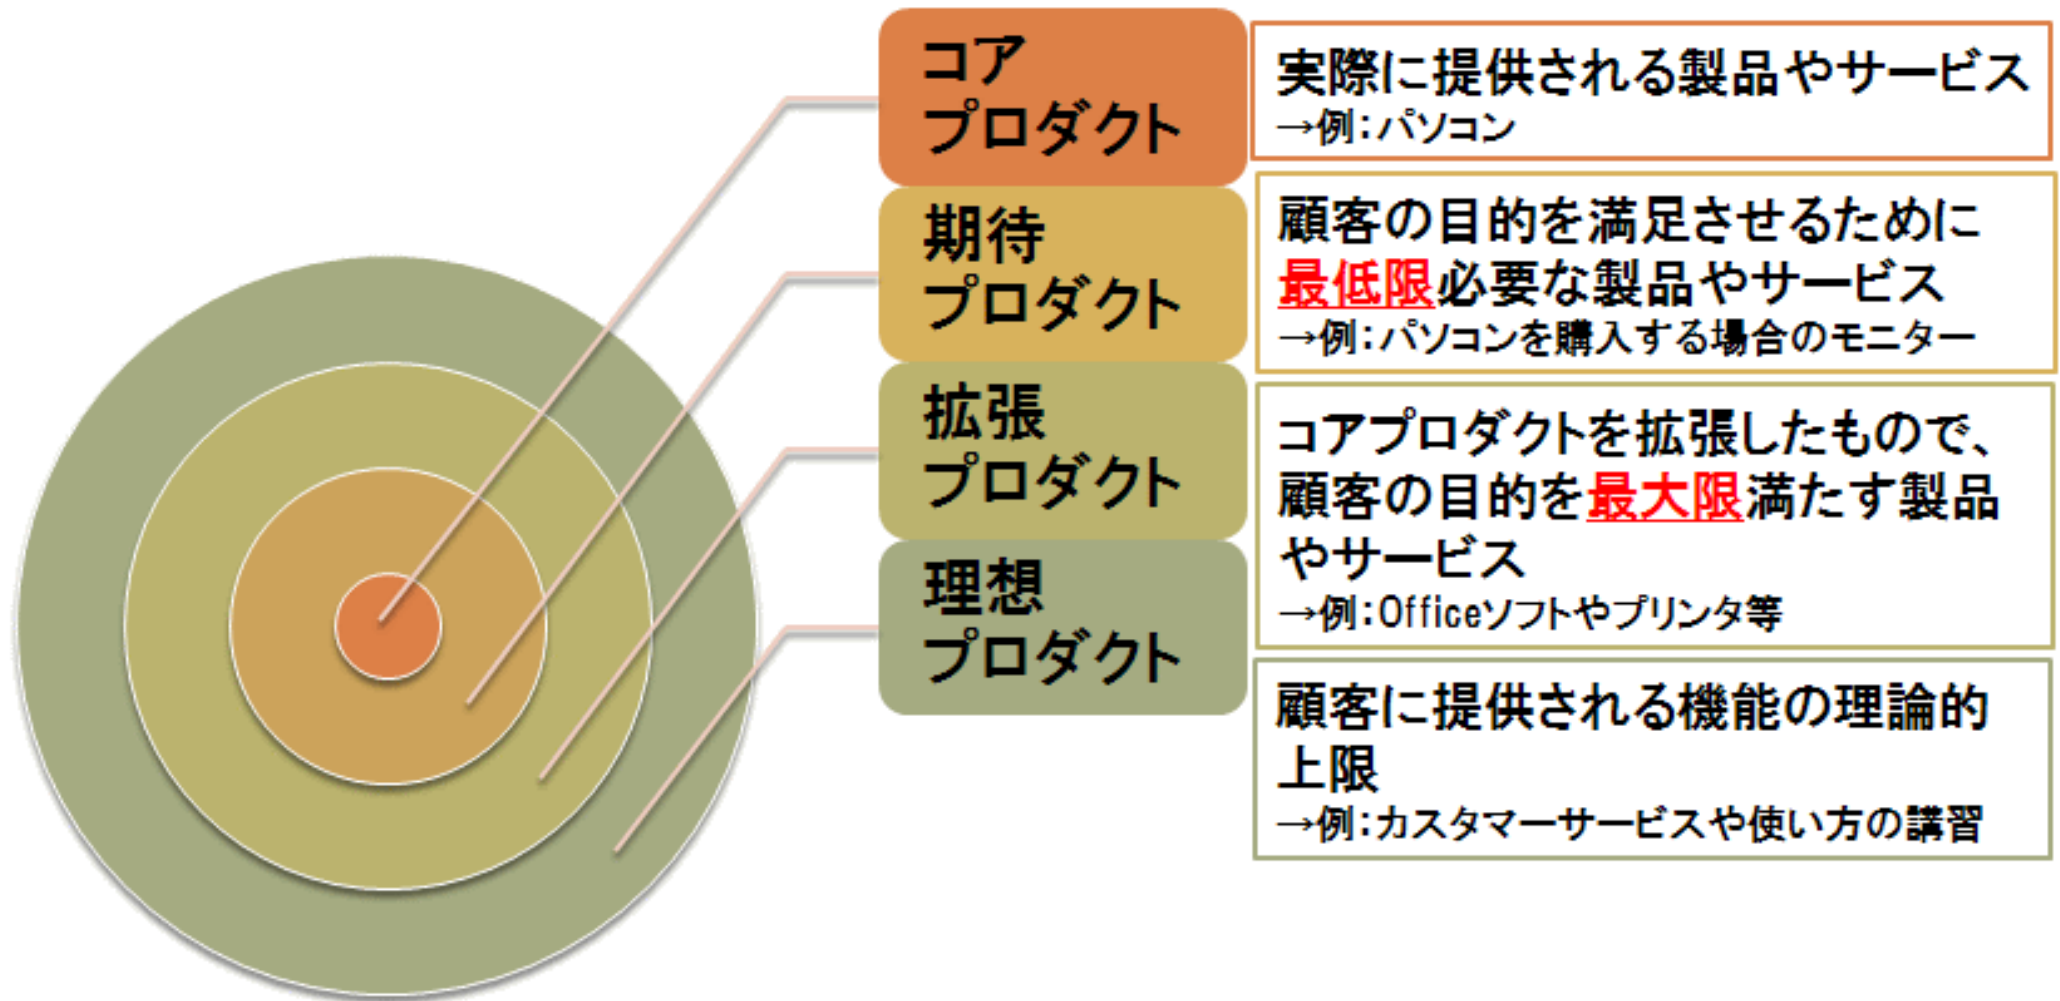 コア
プロダクト
実際に提供される製品やサービス
→例：パソコン
期待
プロダクト
顧客の目的を満足させるために
最低限必要な製品やサービス
→例：パソコンを購入する場合のモニター
拡張
プロダクト
コアプロダクトを拡張したもので、
顧客の目的を最大限満たす製品
やサービス
→例：Officeソフトやプリンタ等
理想
プロダクト
顧客に提供される機能の理論的
上限
→例：カスタマーサービスや使い方の講習